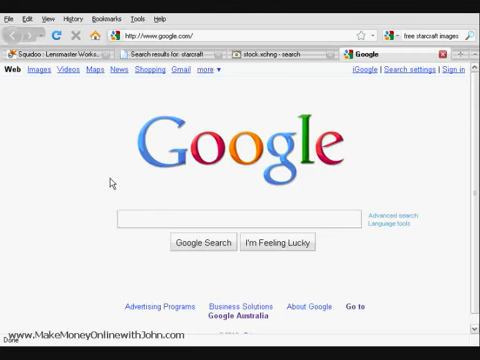 File Edit View History Bookmarks Tools Help
http://www.google.com/
free starcraft images
Squidoo : Lensmaster Works...
Search results for: starcraft
stock.xchng - search
Google
Web Images Videos Maps News Shopping Gmail more ▼
iGoogle | Search settings | Sign in
Google
Advanced search
Language tools
Google Search
I'm Feeling Lucky
Advertising Programs Business Solutions About Google Go to
Google Australia
Done
www.MakeMoneyOnlinewithJohn.com